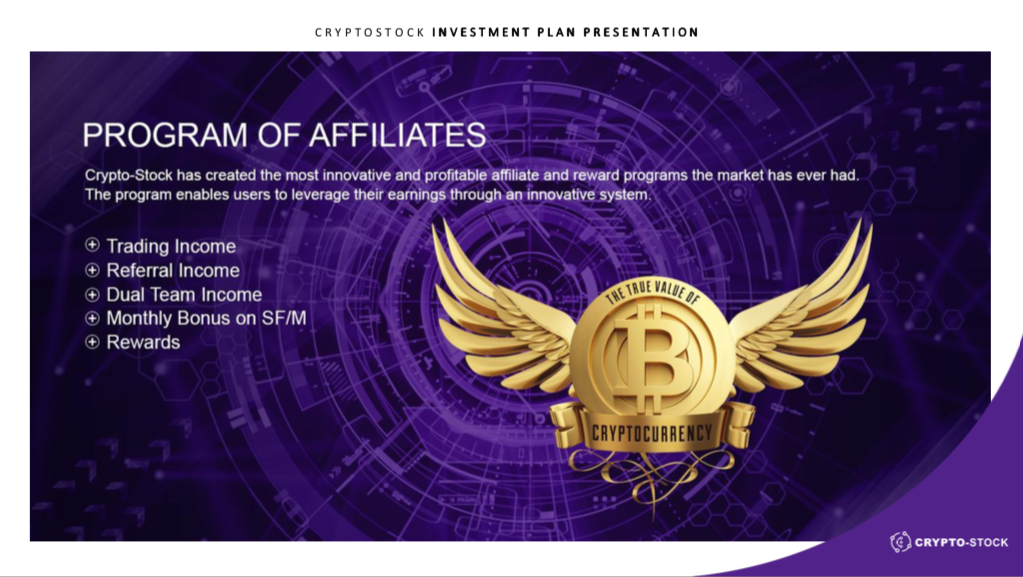 CRYPTOSTOCK INVESTMENT PLAN PRESENTATION
PROGRAM OF AFFILIATES
Crypto-Stock has created the most innovative and profitable affiliate and reward programs the market has ever had.
The program enables users to leverage their earnings through an innovative system.
Trading Income
Referral Income
Dual Team Income
Monthly Bonus on SF/M
Rewards
THE TRUE VALUE OF
CRYPTOCURRENCY
CRYPTO-STOCK